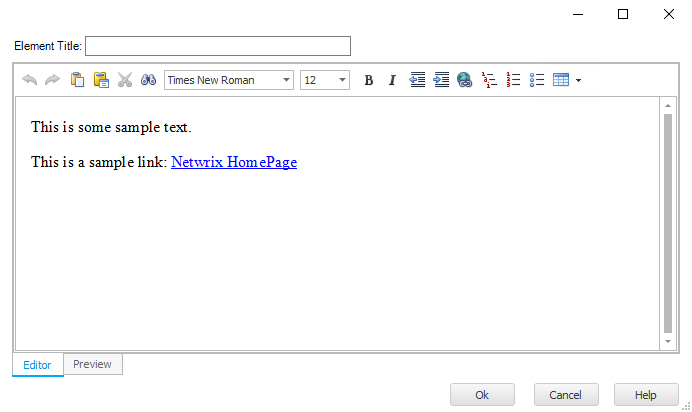 Element Title:
Times New Roman 12 B I
This is some sample text.
This is a sample link: Netwrix HomePage
Editor Preview
Ok Cancel Help